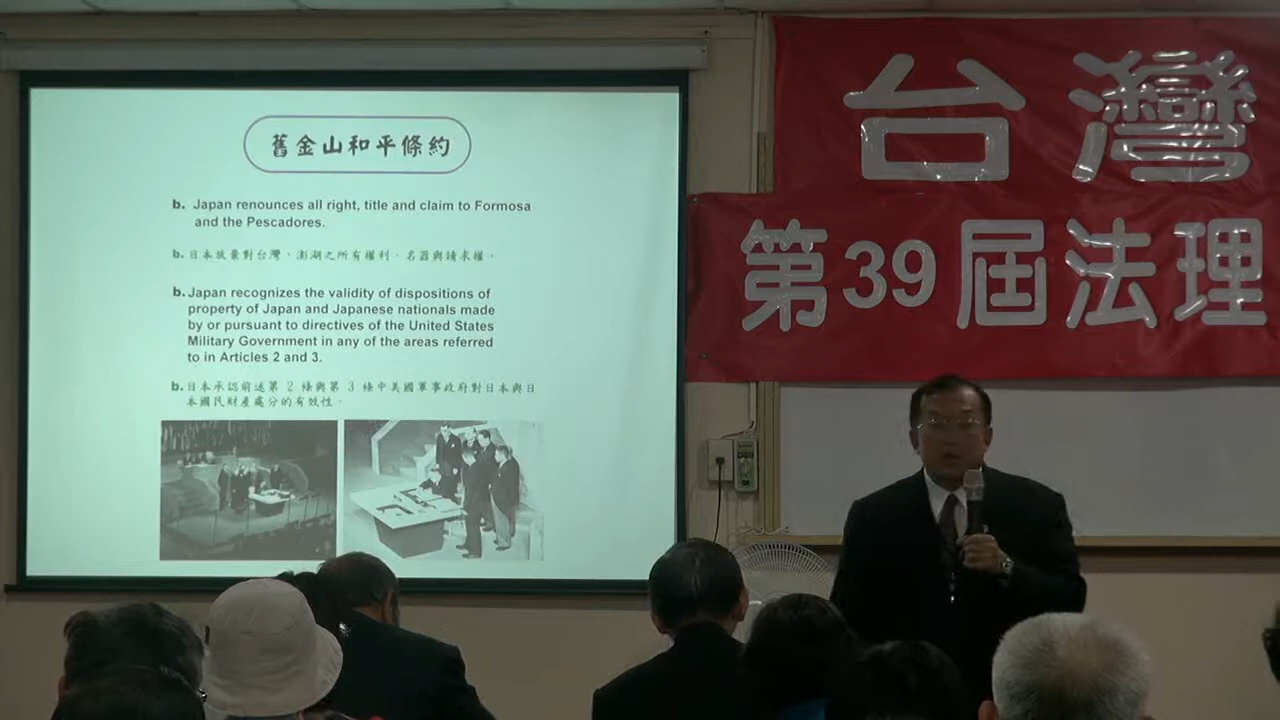 舊金山和平條約
b. Japan renounces all right, title and claim to Formosa
and the Pescadores.
b. 日本放棄對台灣、澎湖之所有權利、名器與請求權。
b. Japan recognizes the validity of dispositions of
property of Japan and Japanese nationals made
by or pursuant to directives of the United States
Military Government in any of the areas referred
to in Articles 2 and 3.
b. 日本承認前述第 2 條與第 3 條中美國軍事政府對日本與日
本國民財產處分的有效性。
台灣
第39屆法理